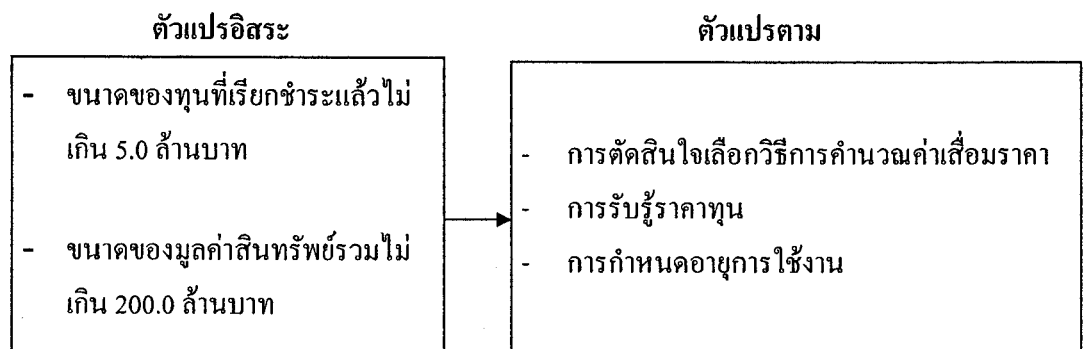 ตัวแปรอิสระ
- ขนาดของทุนที่เรียกชำระแล้วไม่
เกิน 5.0 ล้านบาท
- ขนาดของมูลค่าสินทรัพย์รวมไม่
เกิน 200.0 ล้านบาท
ตัวแปรตาม
- การตัดสินใจเลือกวิธีการคำนวณค่าเสื่อมราคา
- การรับรู้ราคาทุน
- การกำหนดอายุการใช้งาน